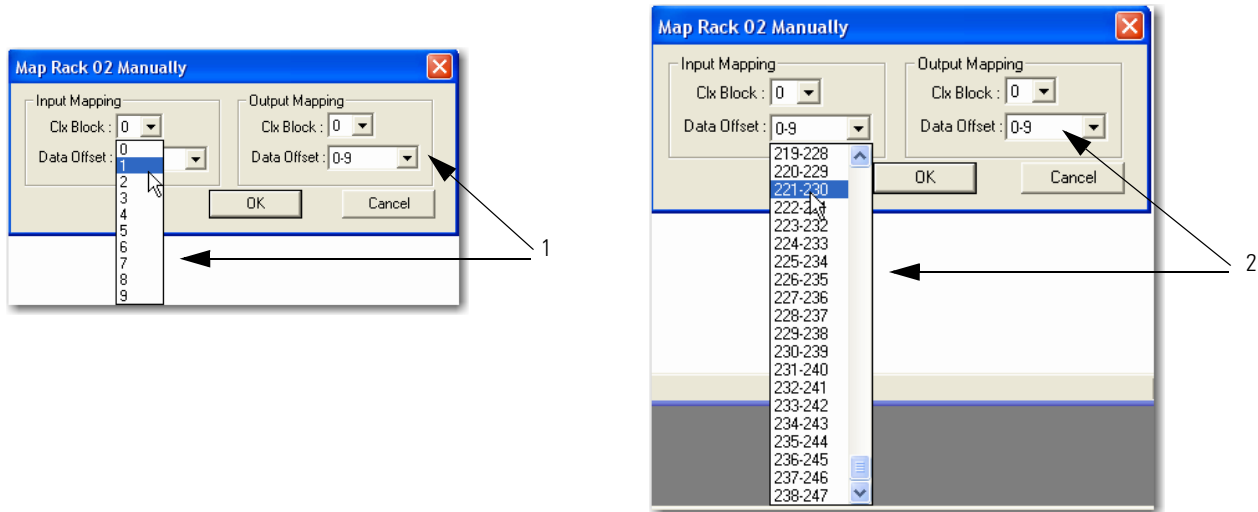 Map Rack 02 Manually
Input Mapping
Output Mapping
Clx Block : 0
Clx Block : 0
Data Offset :
Data Offset : 0-9
0
1
2
3
4
5
6
7
8
9
OK
Cancel
1
Map Rack 02 Manually
Input Mapping
Output Mapping
Clx Block : 0
Clx Block : 0
Data Offset : 0-9
Data Offset : 0-9
219-228
220-229
221-230
222-231
223-232
224-233
225-234
226-235
227-236
228-237
229-238
230-239
231-240
232-241
233-242
234-243
235-244
236-245
237-246
238-247
OK
Cancel
2